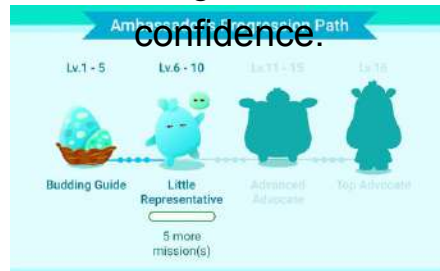 Ambassador's Progression Path
confidence.
Lv.1 - 5
Lv.6 - 10
Lv.11 - 15
Lv.16
Budding Guide
Little
Representative
Advanced
Advocate
Top Advocate
5 more
mission(s)